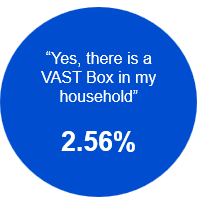 “Yes, there is a
VAST Box in my
household”
2.56%